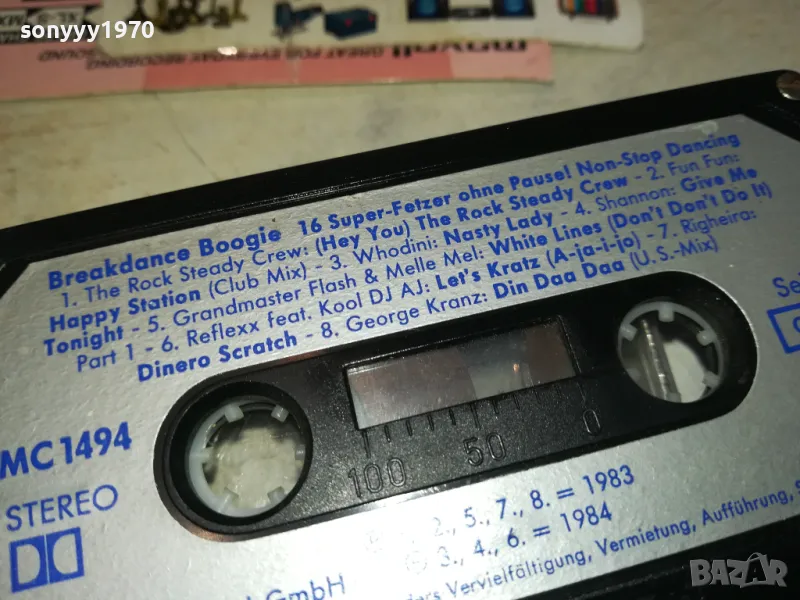 sonyyy1970
GREAT FOR EVERYDAY RECORDING
Breakdance Boogie 16 Super-Fetzer ohne Pause! Non-Stop Dancing
1. The Rock Steady Crew: (Hey You) The Rock Steady Crew - 2. Fun Fun:
Happy Station (Club Mix) - 3. Whodini: Nasty Lady - 4. Shannon: Give Me
Tonight - 5. Grandmaster Flash & Melle Mel: White Lines (Don't Don't Do It)
Part 1 - 6. Reflexx feat. Kool DJ AJ: Let's Kratz (A-ja-i-jo) - 7. Righeira:
Dinero Scratch - 8. George Kranz: Din Daa Daa (U.S.-Mix)
MC 1494
STEREO
100 50 0
2., 5., 7., 8. = 1983
3., 4., 6. = 1984
GmbH
Vervielfältigung, Vermietung, Aufführung,
BAZAR